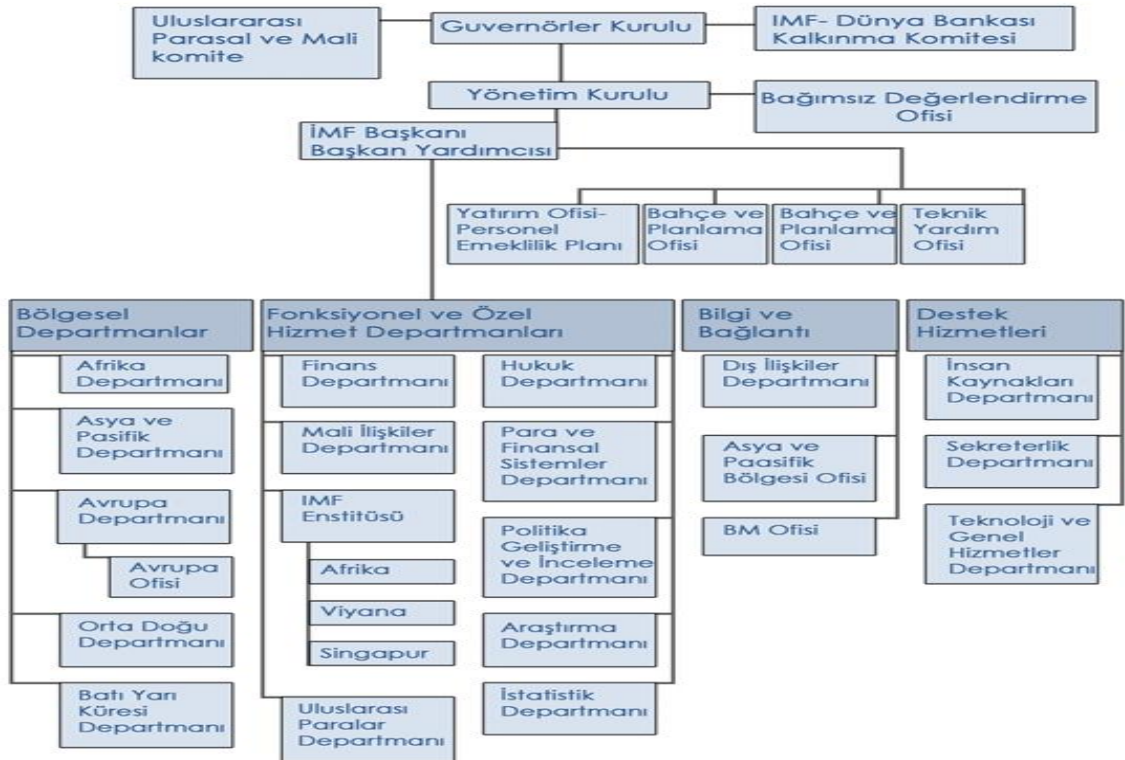 Uluslararası
Parasal ve Mali
komite
Guvernörler Kurulu
IMF- Dünya Bankası
Kalkınma Komitesi
Yönetim Kurulu
Bağımsız Değerlendirme
Ofisi
İMF Başkanı
Başkan Yardımcısı
Yatırım Ofisi-
Personel
Emeklilik Planı
Bahçe ve
Planlama
Ofisi
Bahçe ve
Planlama
Ofisi
Teknik
Yardım
Ofisi
Bölgesel
Departmanlar
Afrika
Departmanı
Asya ve
Pasifik
Departmanı
Avrupa
Departmanı
Avrupa
Ofisi
Orta Doğu
Departmanı
Batı Yarı
Küresi
Departmanı
Fonksiyonel ve Özel
Hizmet Departmanları
Finans
Departmanı
Mali İlişkiler
Departmanı
IMF
Enstitüsü
Afrika
Viyana
Singapur
Uluslarası
Paralar
Departmanı
Hukuk
Departmanı
Para ve
Finansal
Sistemler
Departmanı
Politika
Geliştirme
ve İnceleme
Departmanı
Araştırma
Departmanı
İstatistik
Departmanı
Bilgi ve
Bağlantı
Dış İlişkiler
Departmanı
Asya ve
Paasifik
Bölgesi Ofisi
BM Ofisi
Destek
Hizmetleri
İnsan
Kaynakları
Departmanı
Sekreterlik
Departmanı
Teknoloji ve
Genel
Hizmetler
Departmanı